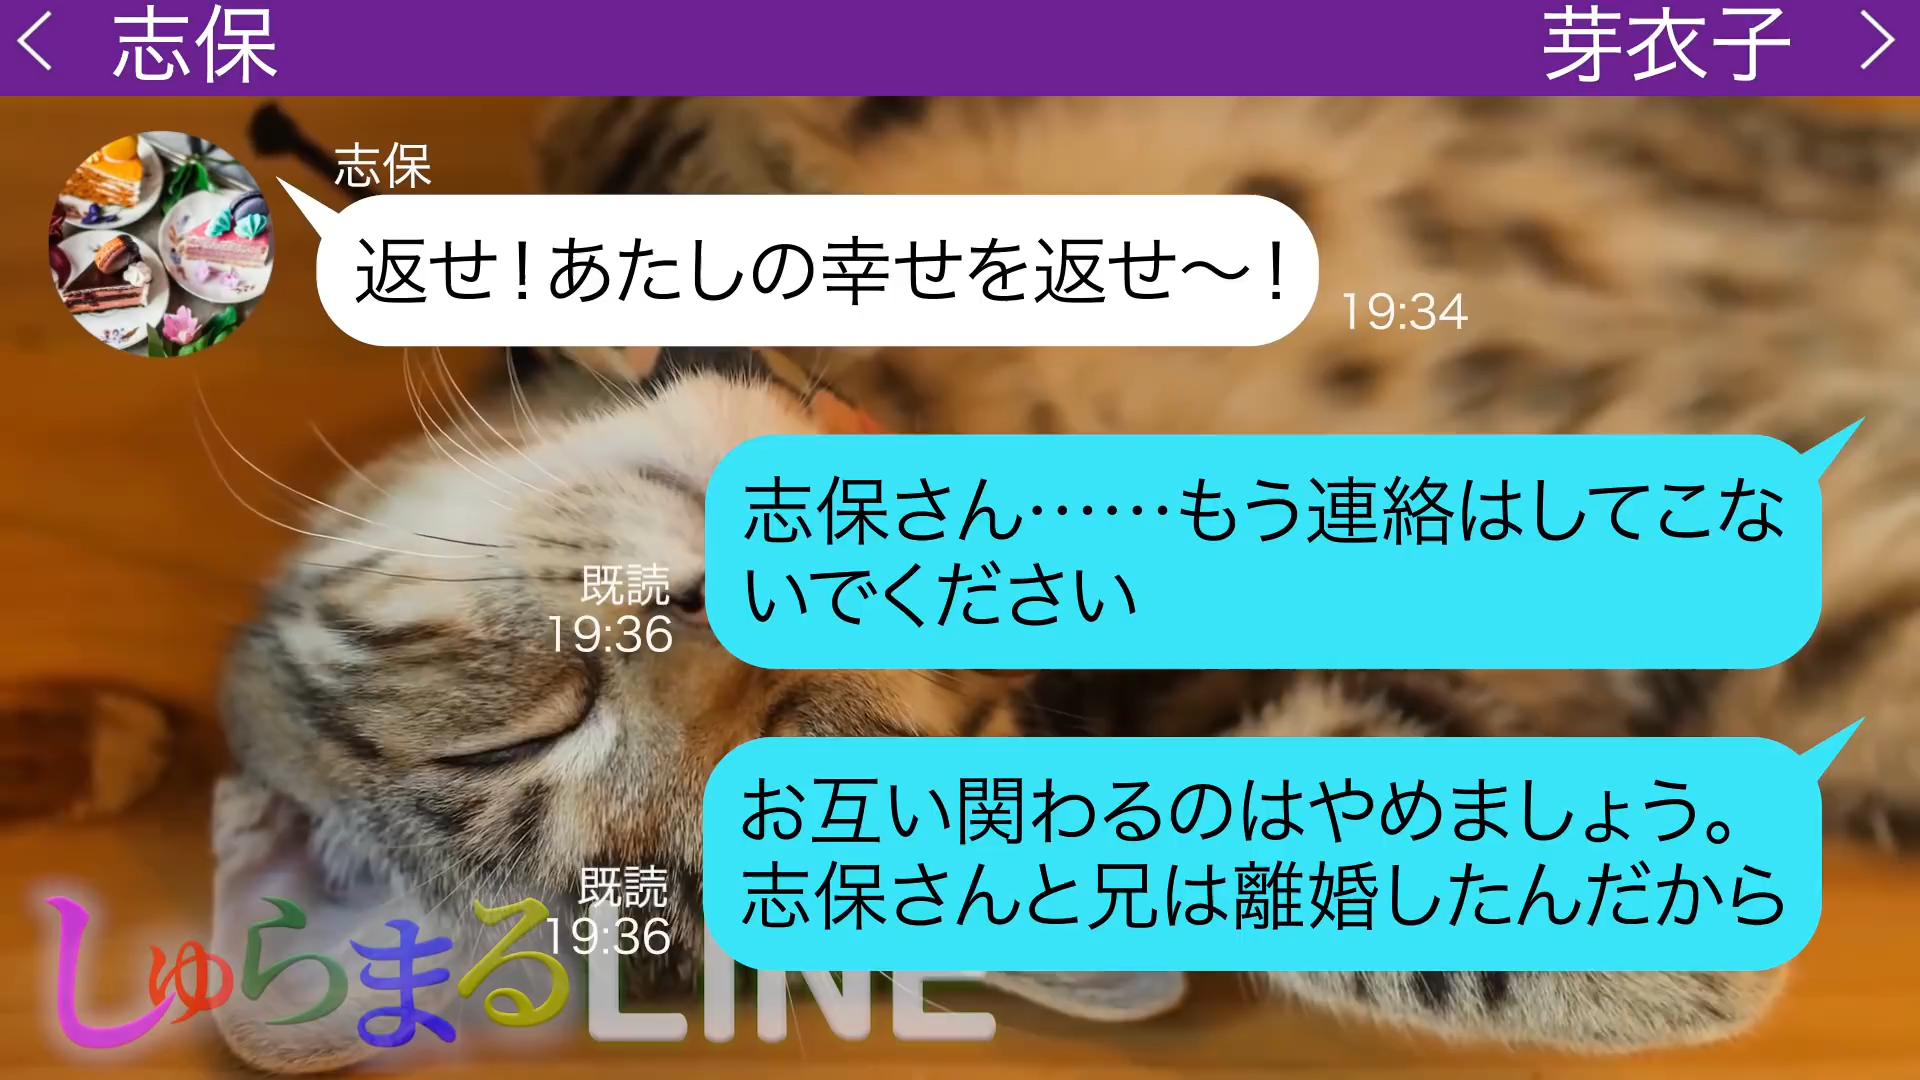 志保
芽衣子
志保
返せ！あたしの幸せを返せ～！
19:34
志保さん……もう連絡はしてこな
いでください
既読
19:36
お互い関わるのはやめましょう。
志保さんと兄は離婚したんだから
既読
19:36
しゅらまるLINE